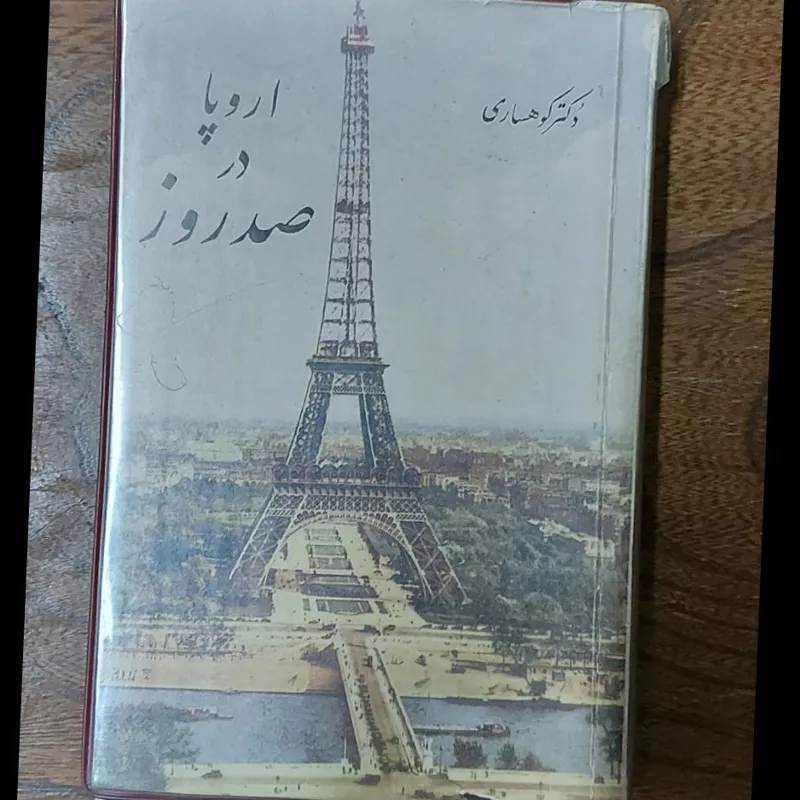 دکتر کوهساری
اروپا
در
صد روز